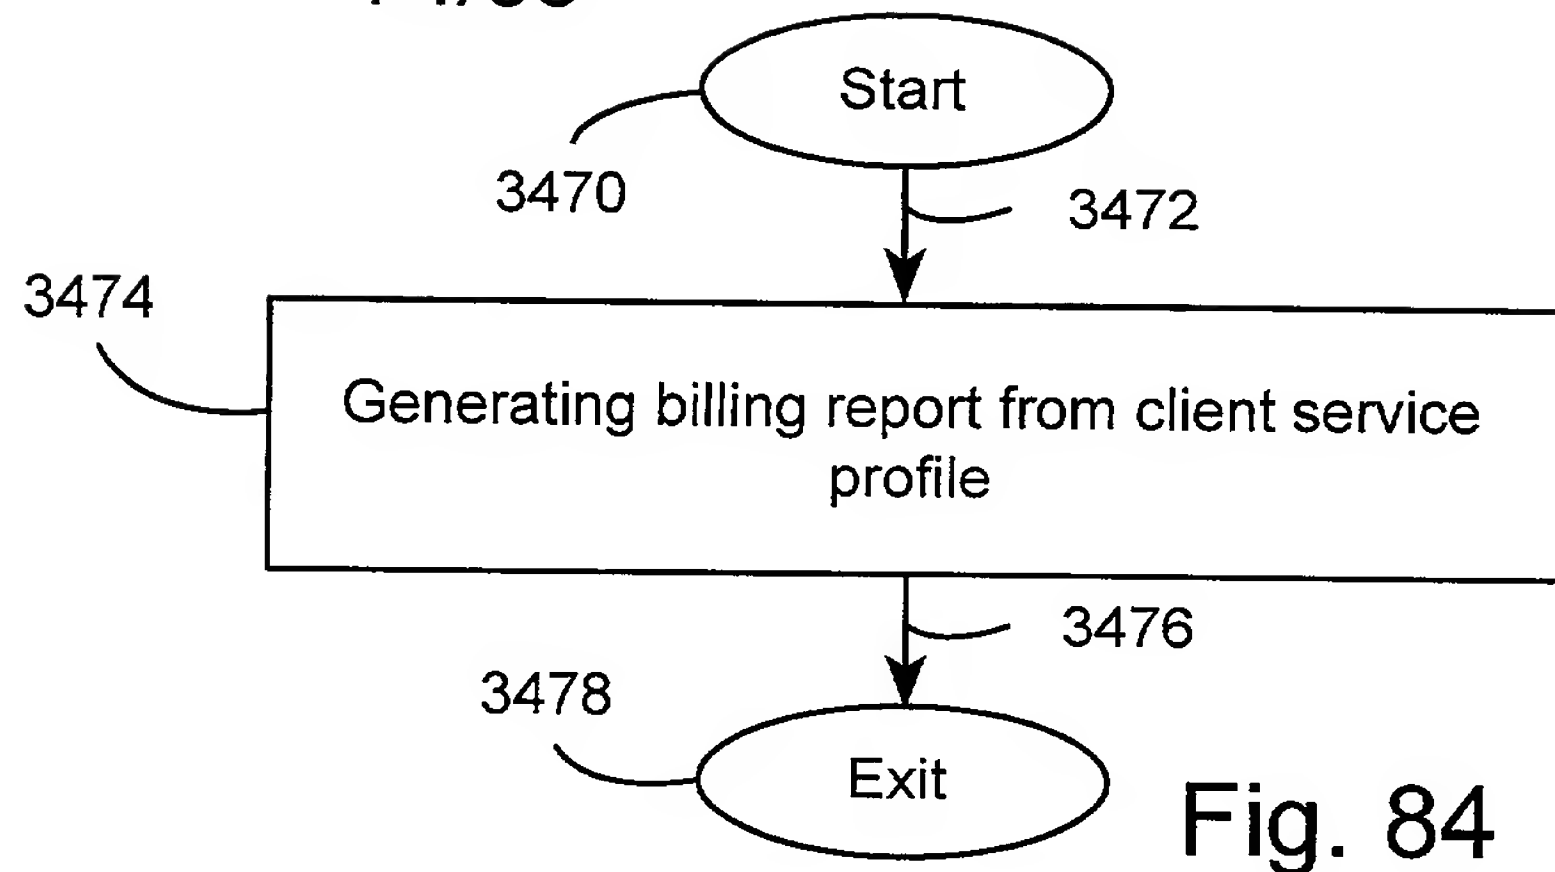 Start
3470
3472
3474
Generating billing report from client service
profile
3476
3478
Exit
Fig. 84